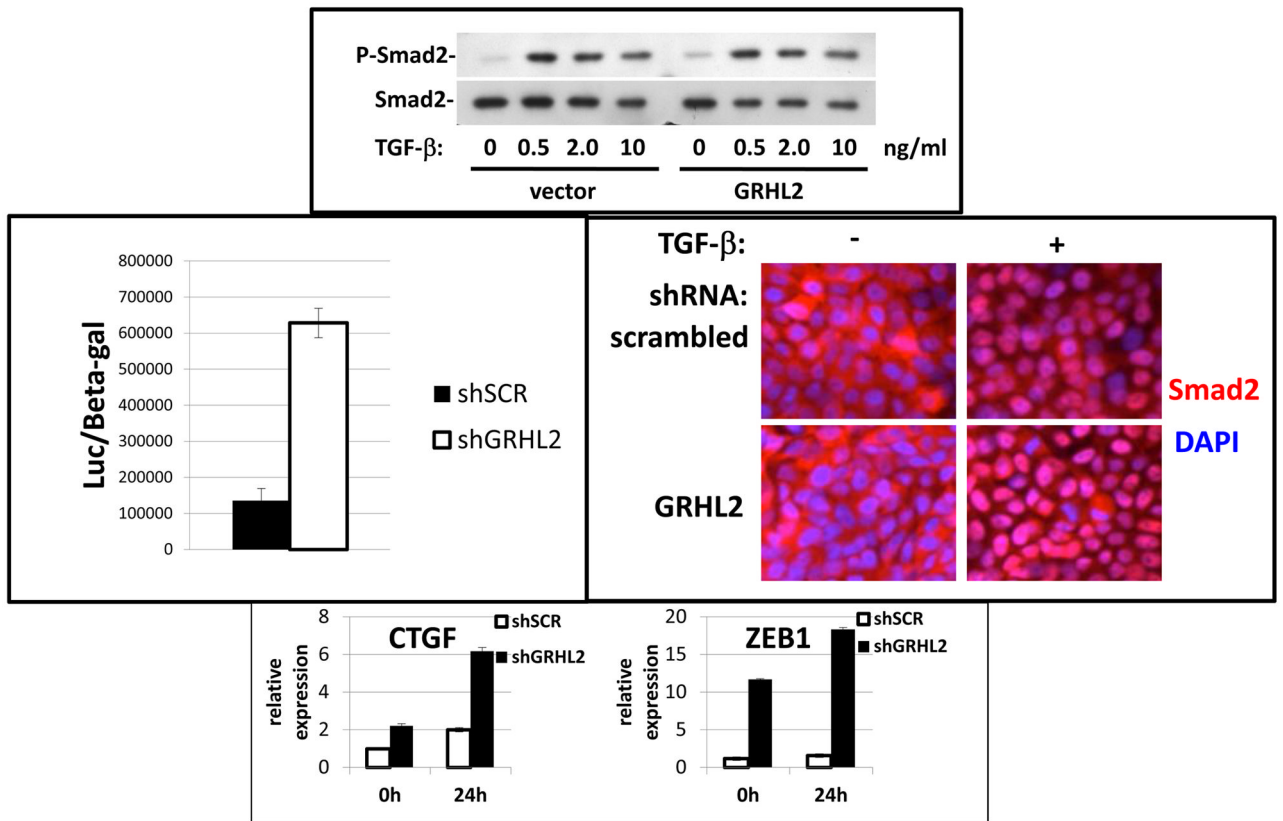 P-Smad2-
Smad2-
TGF-β: 0 0.5 2.0 10 0 0.5 2.0 10 ng/ml
vector GRHL2
800000
700000
600000
500000
400000
300000
200000
100000
0
Luc/Beta-gal
shSCR
shGRHL2
TGF-β: - +
shRNA:
scrambled
GRHL2
Smad2
DAPI
CTGF
shSCR
shGRHL2
relative
expression
8
6
4
2
0
0h 24h
ZEB1
shSCR
shGRHL2
relative
expression
20
15
10
5
0
0h 24h